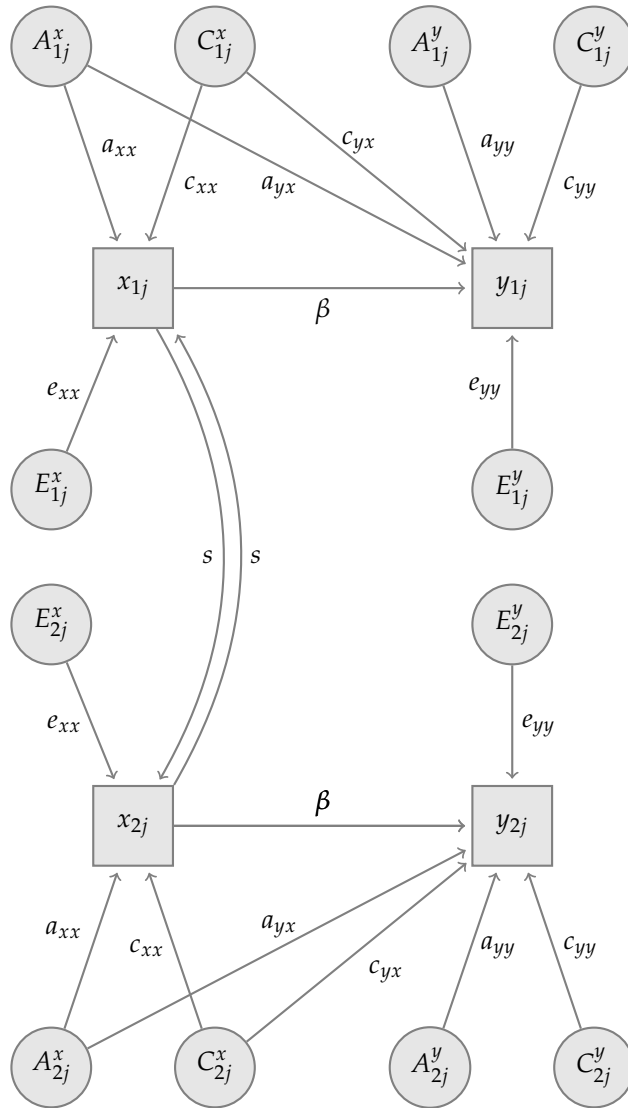 A^x_{1j} C^x_{1j} A^y_{1j} C^y_{1j}
a_{xx} c_{xx} a_{yx} c_{yx} a_{yy} c_{yy}
x_{1j} β y_{1j}
e_{xx} e_{yy}
E^x_{1j} E^y_{1j}
s s
E^x_{2j} E^y_{2j}
e_{xx} e_{yy}
x_{2j} β y_{2j}
a_{xx} c_{xx} a_{yx} c_{yx} a_{yy} c_{yy}
A^x_{2j} C^x_{2j} A^y_{2j} C^y_{2j}